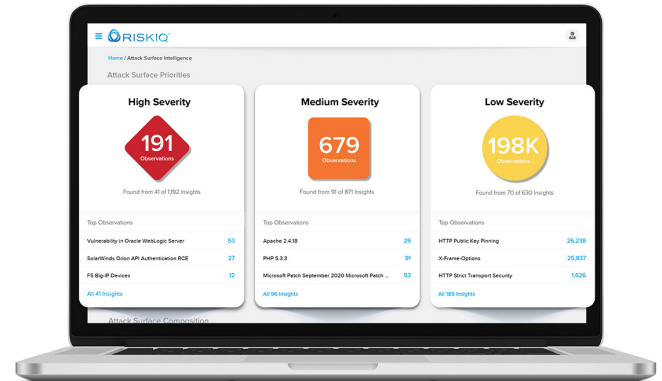 RISKIQ
Home / Attack Surface Intelligence
Attack Surface Priorities
High Severity
191
Observations
Found from 41 of 1,192 Insights
Top Observations
Vulnerability in Oracle WebLogic Server 53
SolarWinds Orion API Authentication RCE 27
F5 Big-IP Devices 12
All 41 Insights
Medium Severity
679
Observations
Found from 91 of 871 Insights
Top Observations
Apache 2.4.18 29
PHP 5.3.3 91
Microsoft Patch September 2020 Microsoft Patch ... 53
All 96 Insights
Low Severity
198K
Observations
Found from 70 of 630 Insights
Top Observations
HTTP Public Key Pinning 26,238
X-Frame-Options 25,837
HTTP Strict Transport Security 1,626
All 189 Insights
Attack Surface Composition